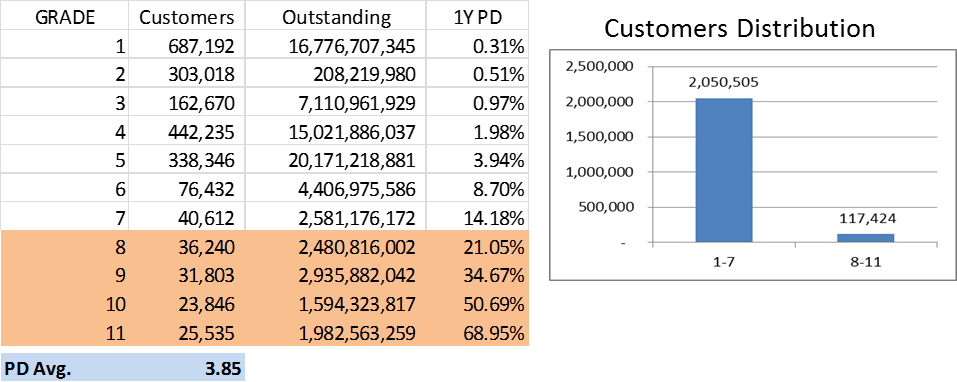 GRADE Customers Outstanding 1Y PD
1 687,192 16,776,707,345 0.31%
2 303,018 208,219,980 0.51%
3 162,670 7,110,961,929 0.97%
4 442,235 15,021,886,037 1.98%
5 338,346 20,171,218,881 3.94%
6 76,432 4,406,975,586 8.70%
7 40,612 2,581,176,172 14.18%
8 36,240 2,480,816,002 21.05%
9 31,803 2,935,882,042 34.67%
10 23,846 1,594,323,817 50.69%
11 25,535 1,982,563,259 68.95%
PD Avg. 3.85
Customers Distribution
2,500,000
2,050,505
2,000,000
1,500,000
1,000,000
500,000
117,424
-
1-7 8-11